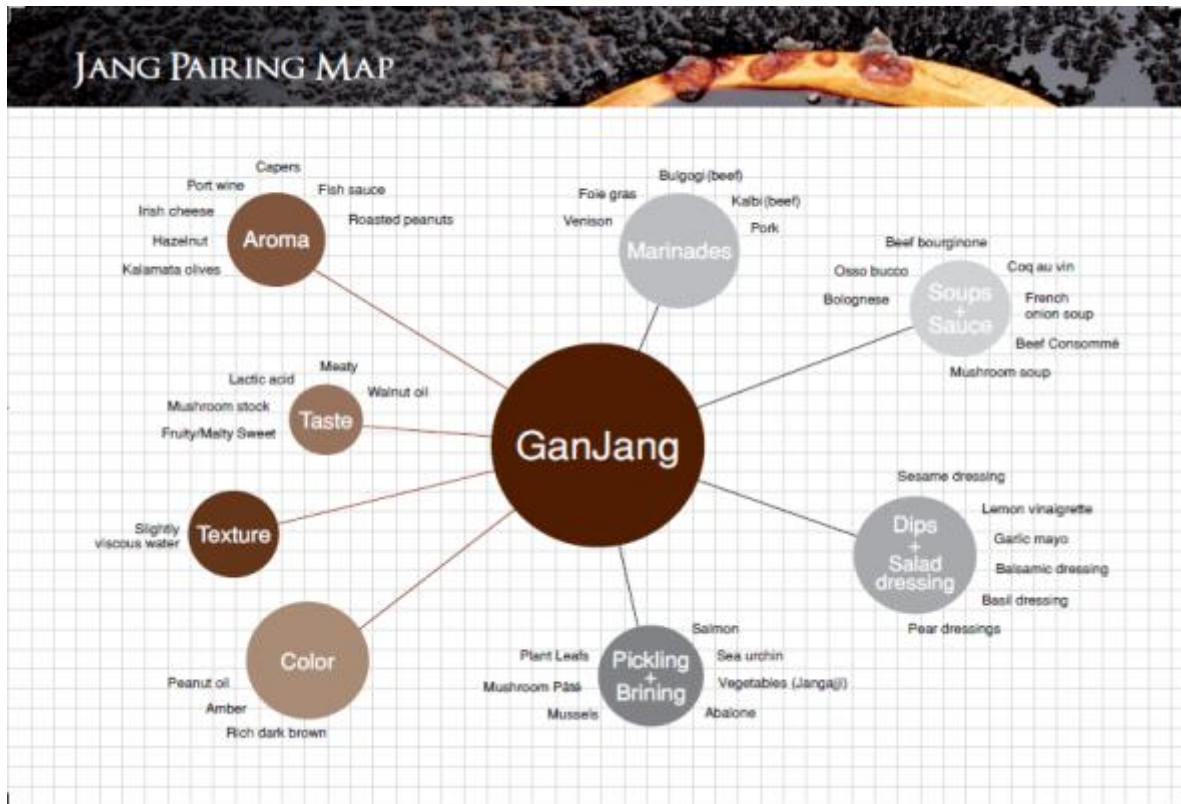 JANG PAIRING MAP
Aroma
Capers
Port wine
Fish sauce
Irish cheese
Roasted peanuts
Hazelnut
Kalamata olives
Marinades
Bulgogi (beef)
Foie gras
Kalbi (beef)
Venison
Pork
Soups
+
Sauce
Beef bourginone
Osso bucco
Coq au vin
Bolognese
French
onion soup
Beef Consommé
Mushroom soup
Taste
Meaty
Lactic acid
Walnut oil
Mushroom stock
Fruity/Malty Sweet
GanJang
Texture
Slightly
viscous water
Dips
+
Salad
dressing
Sesame dressing
Lemon vinaigrette
Garlic mayo
Balsamic dressing
Basil dressing
Pear dressings
Color
Peanut oil
Amber
Rich dark brown
Pickling
+
Brining
Salmon
Plant Leafs
Sea urchin
Mushroom Pâté
Vegetables (Jangajji)
Mussels
Abalone